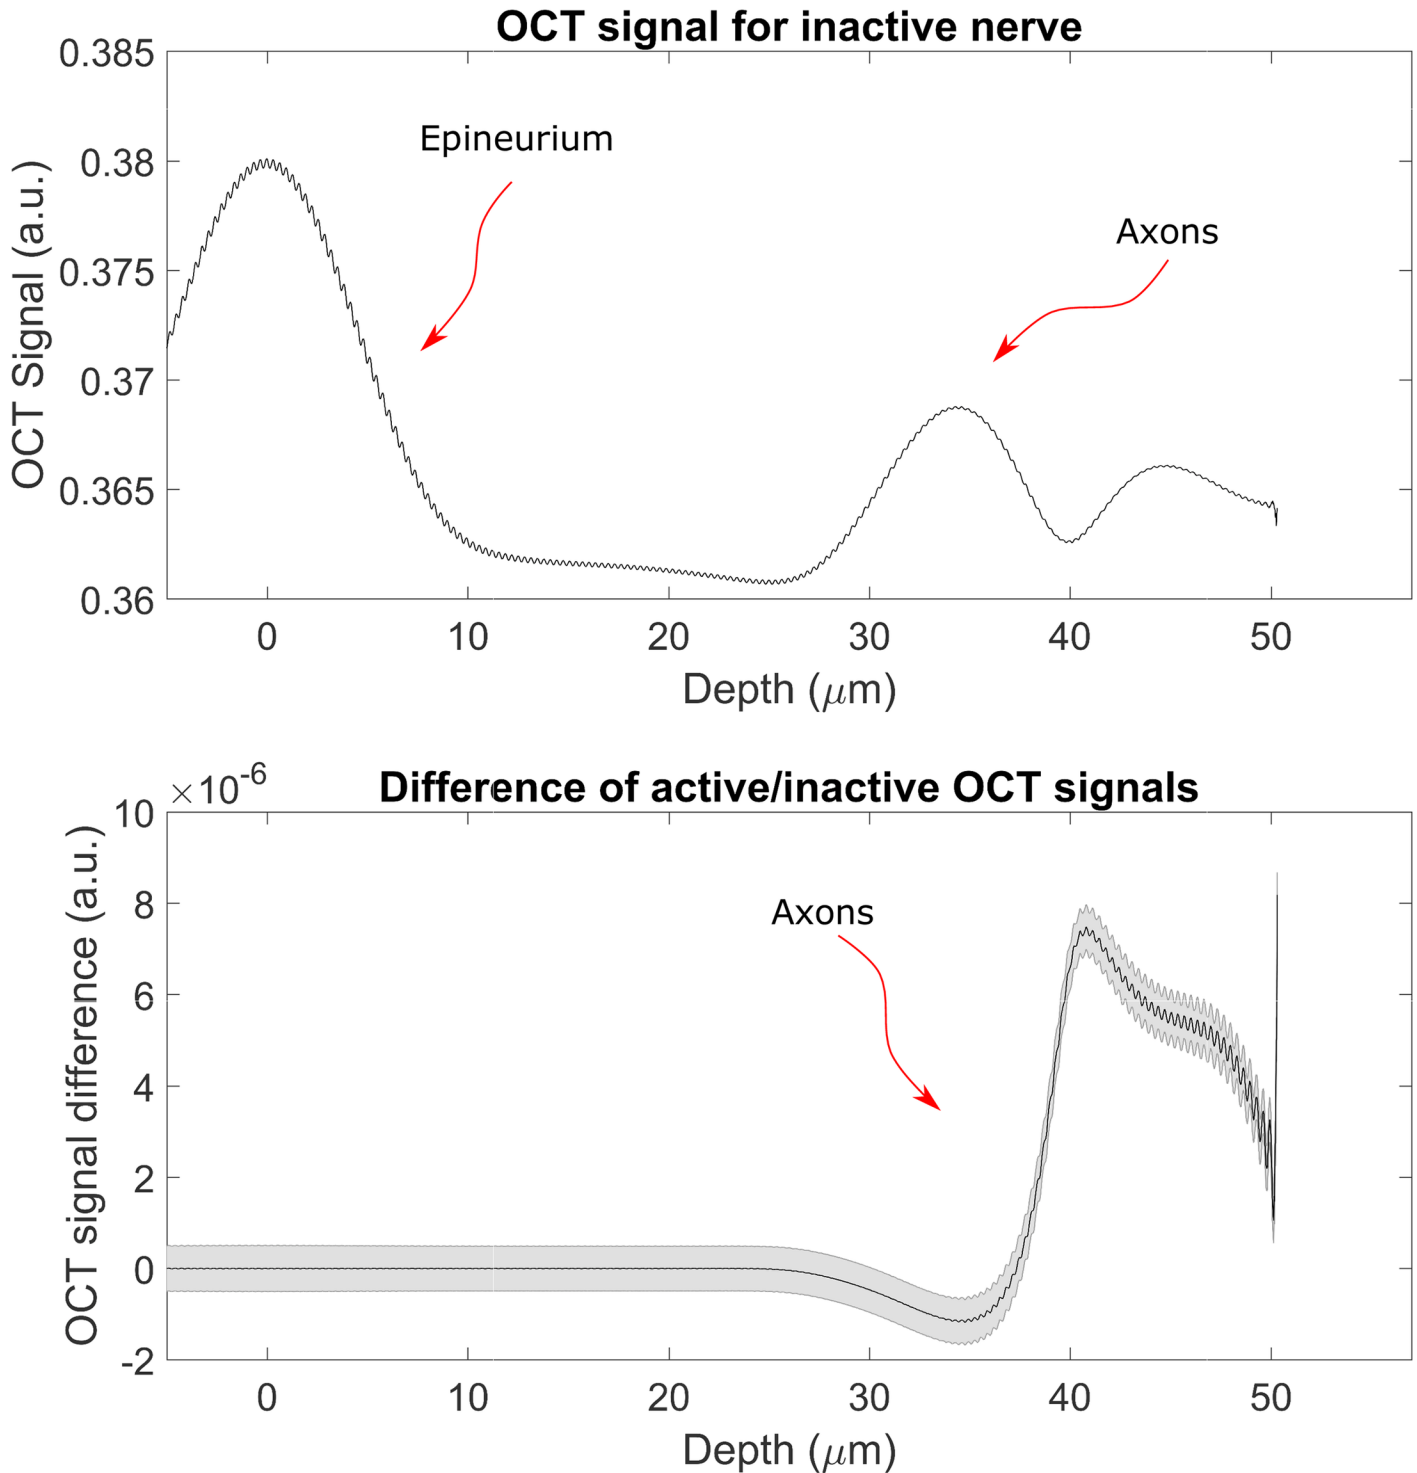 OCT signal for inactive nerve
0.385
0.38
0.375
0.37
0.365
0.36
OCT Signal (a.u.)
Epineurium
Axons
0 10 20 30 40 50
Depth (μm)
×10-6
Difference of active/inactive OCT signals
10
8
6
4
2
0
-2
OCT signal difference (a.u.)
Axons
0 10 20 30 40 50
Depth (μm)